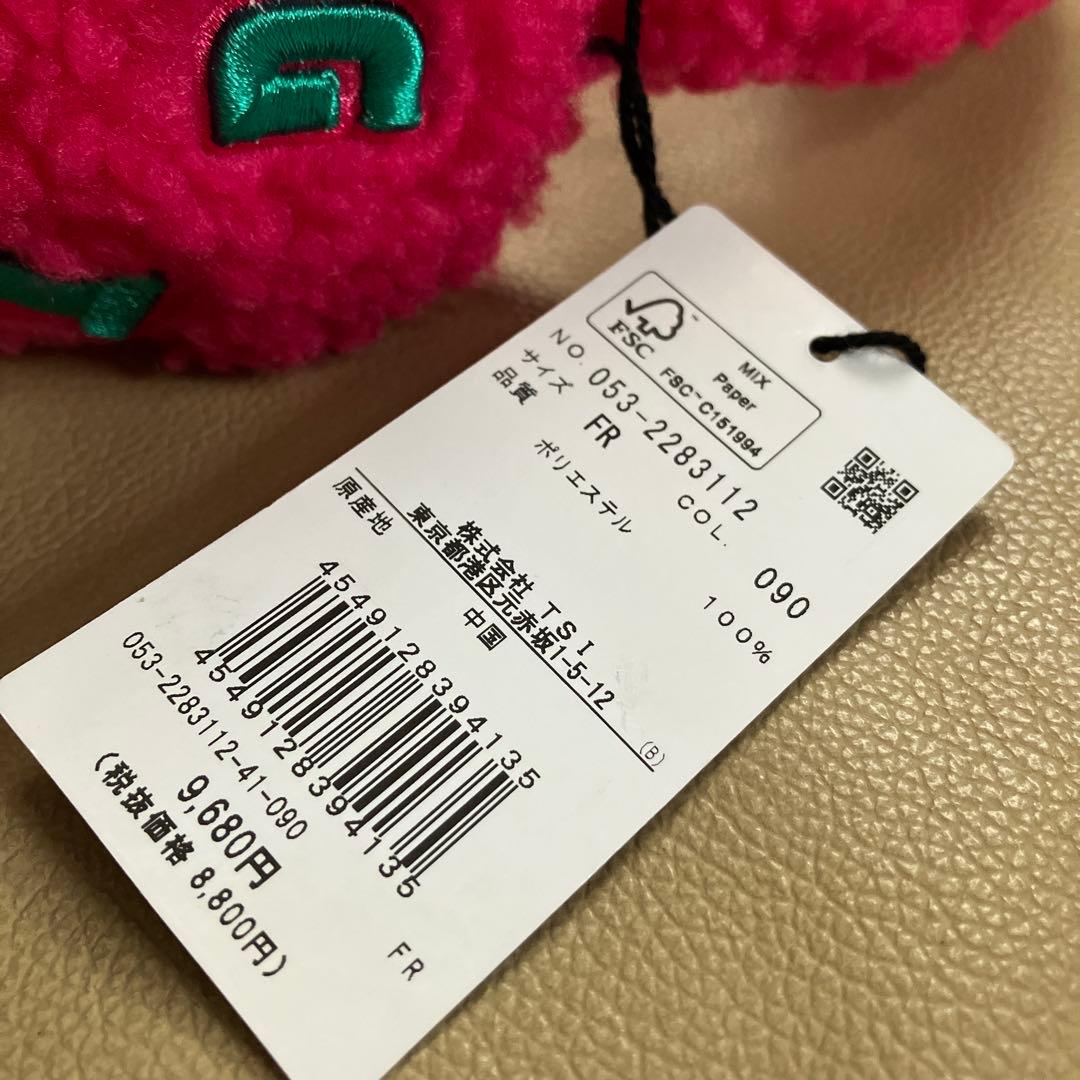 G
FSC
MIX
Paper
FSC™ C151994
NO. 053-2283112 COL. 090
サイズ FR
品質 ポリエステル 100%
株式会社 TSI
東京都港区元赤坂1-5-12 (B)
原産地 中国
4549128394135
4549128394135
053-2283112-41-090 FR
9,680円
(税抜価格 8,800円)